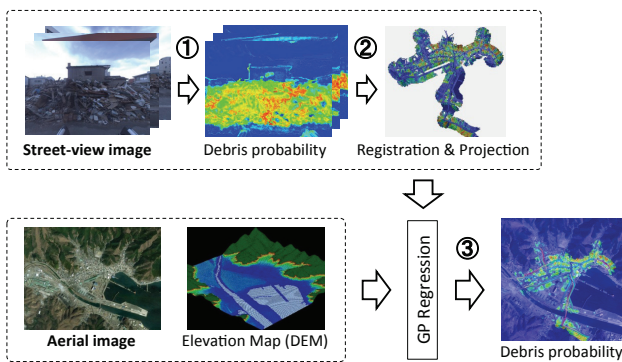 ① ②
Street-view image Debris probability Registration & Projection
GP Regression
③
Aerial image Elevation Map (DEM)
Debris probability